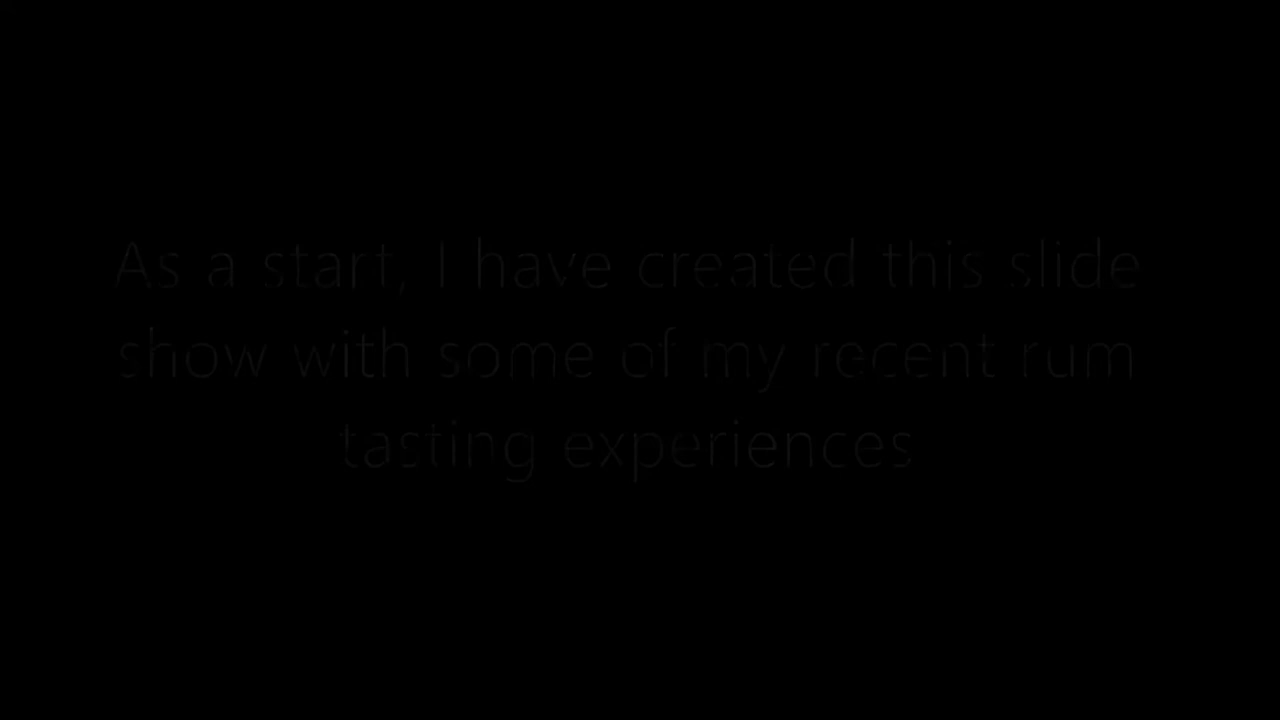 As a start, I have created this slide
show with some of my recent rum
tasting experiences